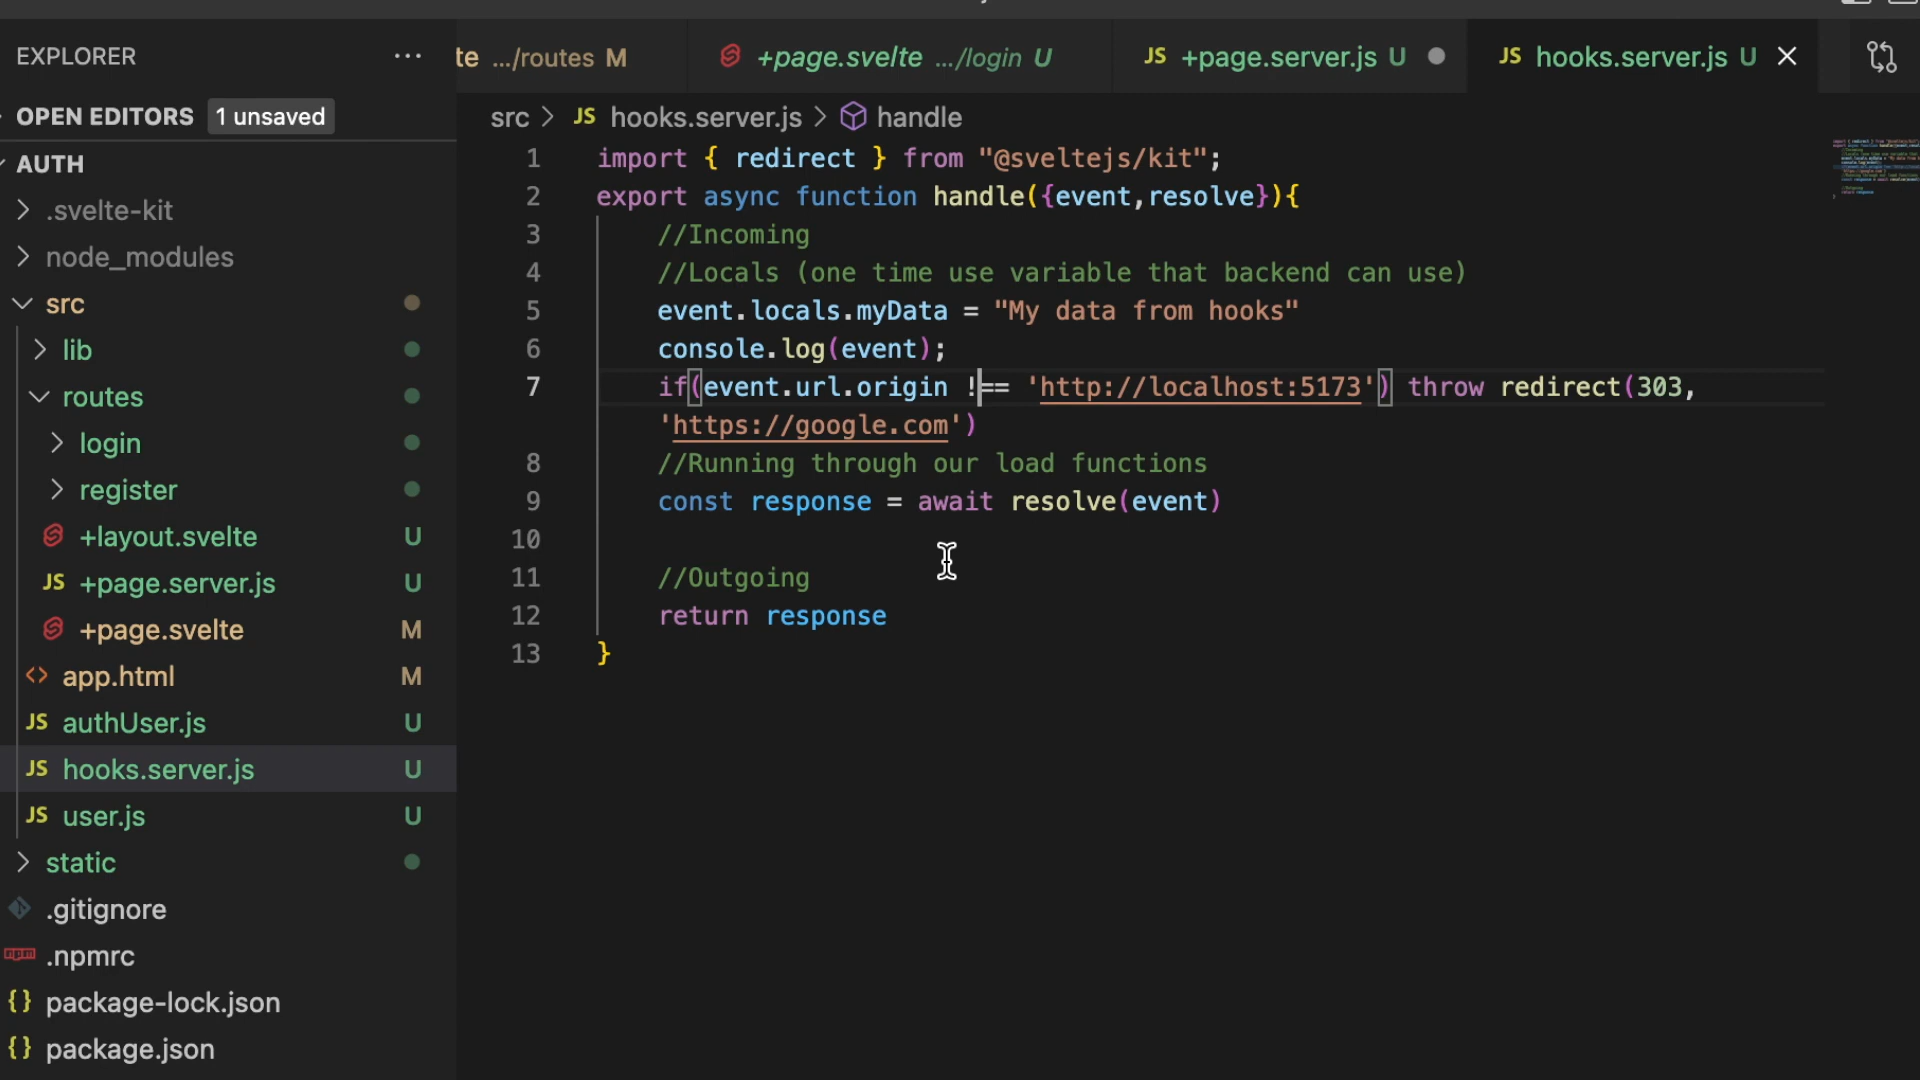 EXPLORER ...
OPEN EDITORS 1 unsaved
AUTH
.svelte-kit
node_modules
src
lib
routes
login
register
+layout.svelte U
JS +page.server.js U
+page.svelte M
<> app.html M
JS authUser.js U
JS hooks.server.js U
JS user.js U
static
.gitignore
.npmrc
{} package-lock.json
{} package.json
te .../routes M
+page.svelte .../login U
JS +page.server.js U
JS hooks.server.js U
src > JS hooks.server.js > handle
1 import { redirect } from "@sveltejs/kit";
2 export async function handle({event,resolve}){
3 //Incoming
4 //Locals (one time use variable that backend can use)
5 event.locals.myData = "My data from hooks"
6 console.log(event);
7 if(event.url.origin !== 'http://localhost:5173') throw redirect(303,
'https://google.com')
8 //Running through our load functions
9 const response = await resolve(event)
10
11 //Outgoing
12 return response
13 }